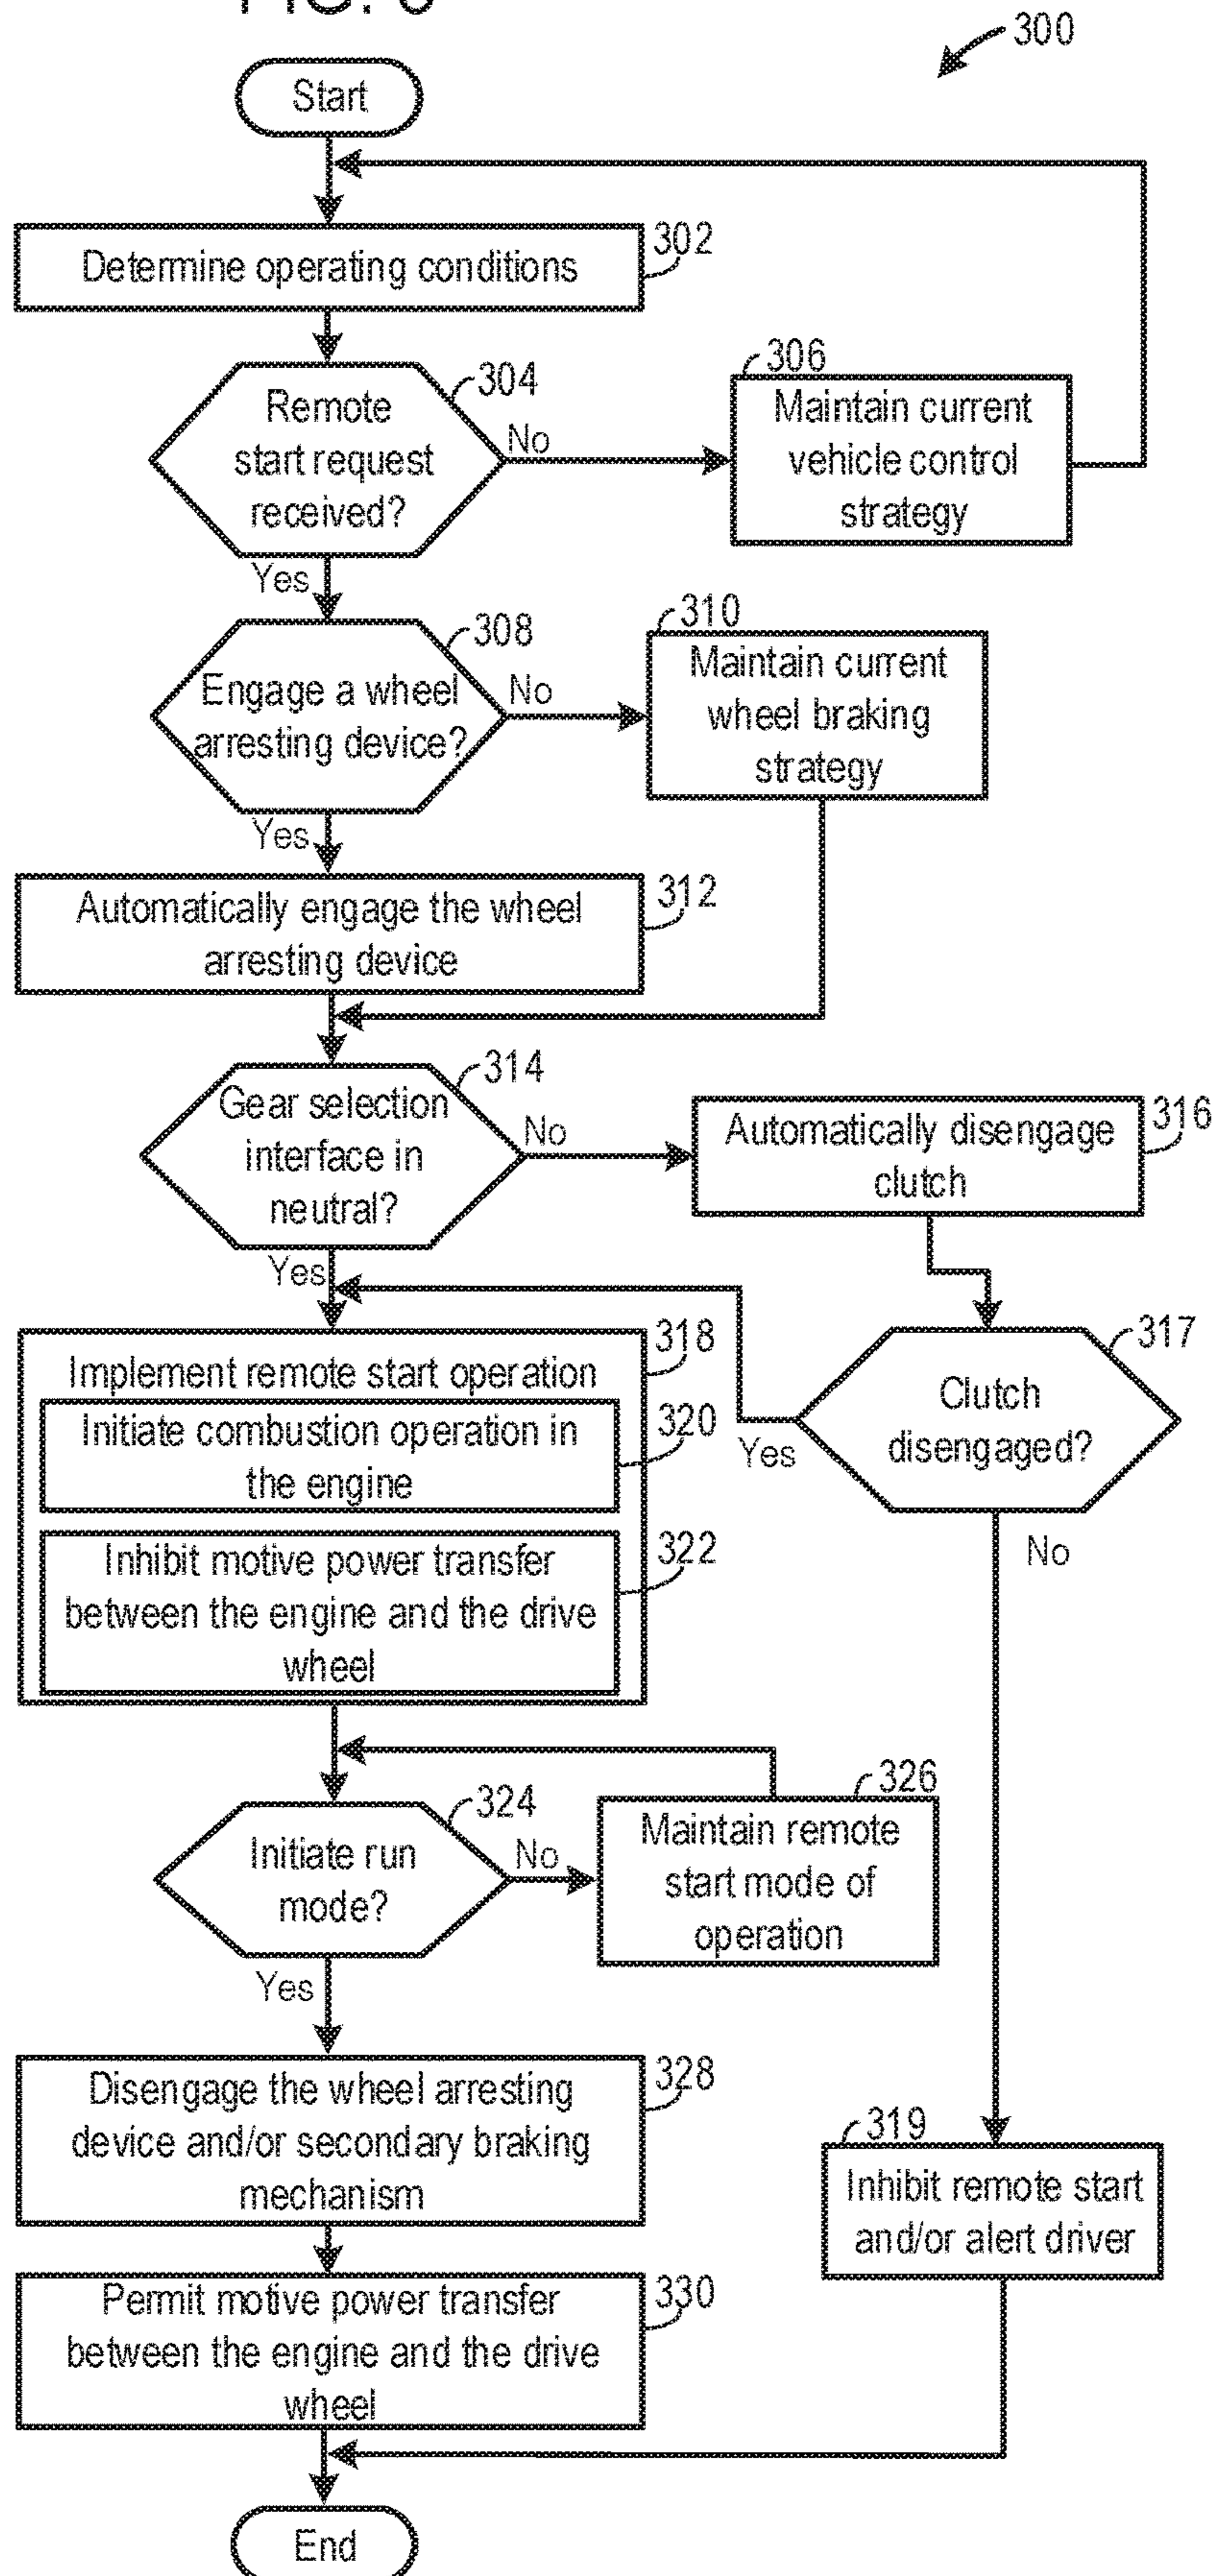 300
Start
Determine operating conditions
302
Remote
start request
received?
304
No
306
Maintain current
vehicle control
strategy
Yes
Engage a wheel
arresting device?
308
No
310
Maintain current
wheel braking
strategy
Yes
Automatically engage the wheel
arresting device
312
Gear selection
interface in
neutral?
314
No
Automatically disengage
clutch
316
Yes
Clutch
disengaged?
317
Yes
No
Implement remote start operation
318
Initiate combustion operation in
the engine
320
Inhibit motive power transfer
between the engine and the drive
wheel
322
Initiate run
mode?
324
No
326
Maintain remote
start mode of
operation
Yes
Disengage the wheel arresting
device and/or secondary braking
mechanism
328
319
Inhibit remote start
and/or alert driver
Permit motive power transfer
between the engine and the drive
wheel
330
End